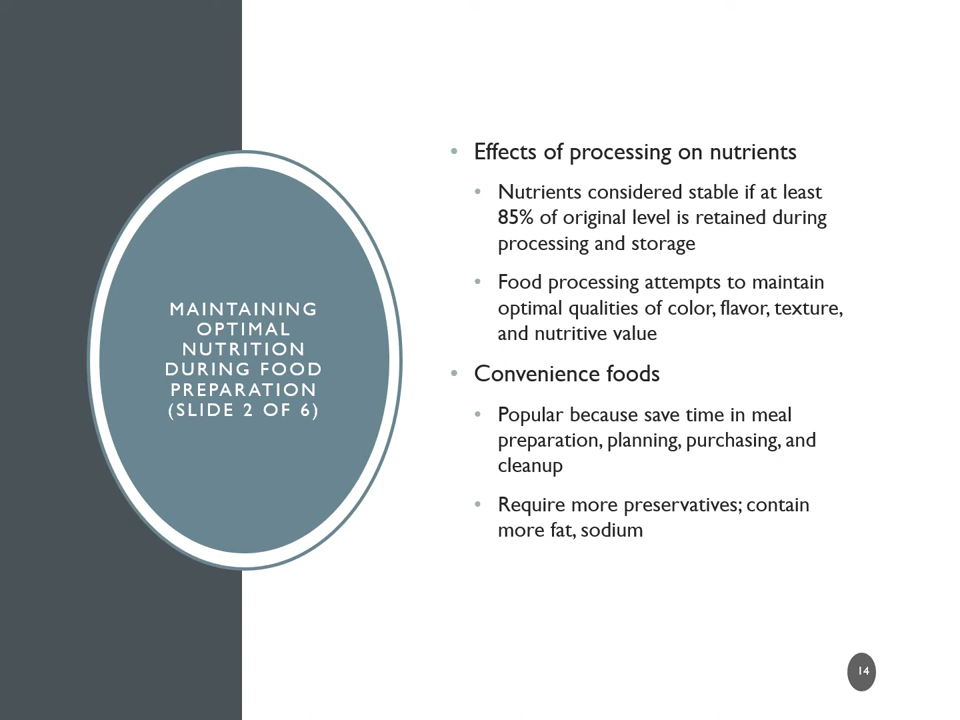 MAINTAINING
OPTIMAL
NUTRITION
DURING FOOD
PREPARATION
(SLIDE 2 OF 6)
• Effects of processing on nutrients
• Nutrients considered stable if at least
85% of original level is retained during
processing and storage
• Food processing attempts to maintain
optimal qualities of color, flavor, texture,
and nutritive value
• Convenience foods
• Popular because save time in meal
preparation, planning, purchasing, and
cleanup
• Require more preservatives; contain
more fat, sodium
14